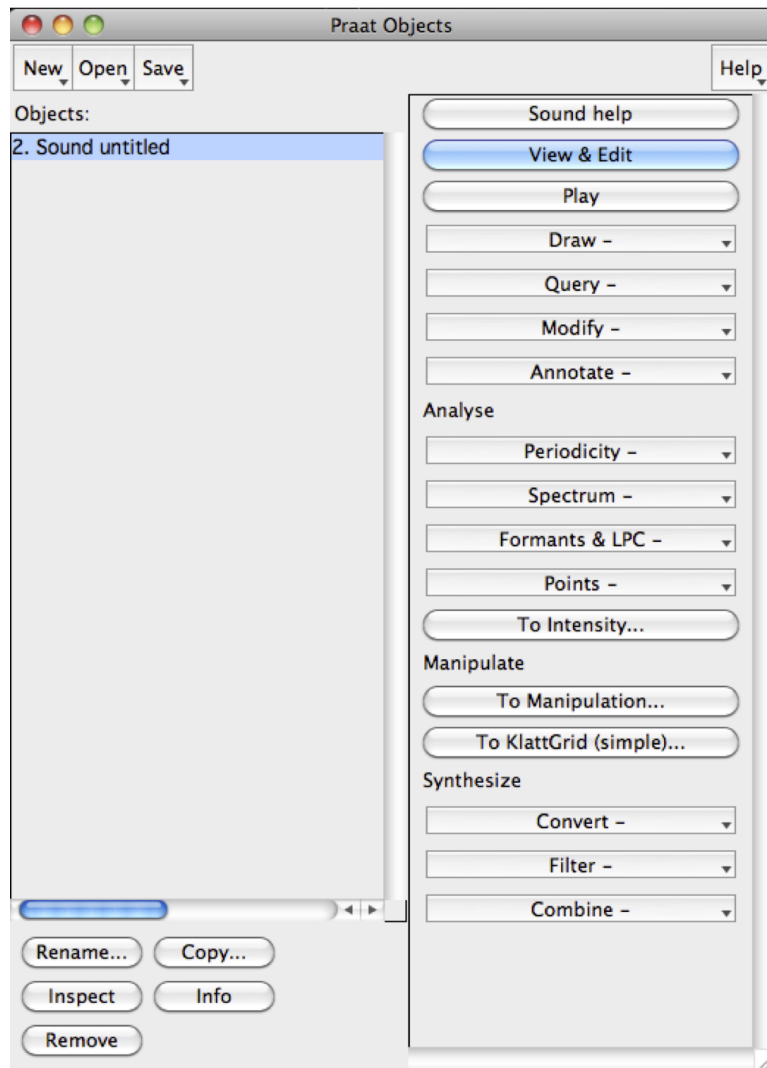 Praat Objects
New Open Save Help
Objects:
2. Sound untitled
Sound help
View & Edit
Play
Draw –
Query –
Modify –
Annotate –
Analyse
Periodicity –
Spectrum –
Formants & LPC –
Points –
To Intensity...
Manipulate
To Manipulation...
To KlattGrid (simple)...
Synthesize
Convert –
Filter –
Combine –
Rename... Copy...
Inspect Info
Remove